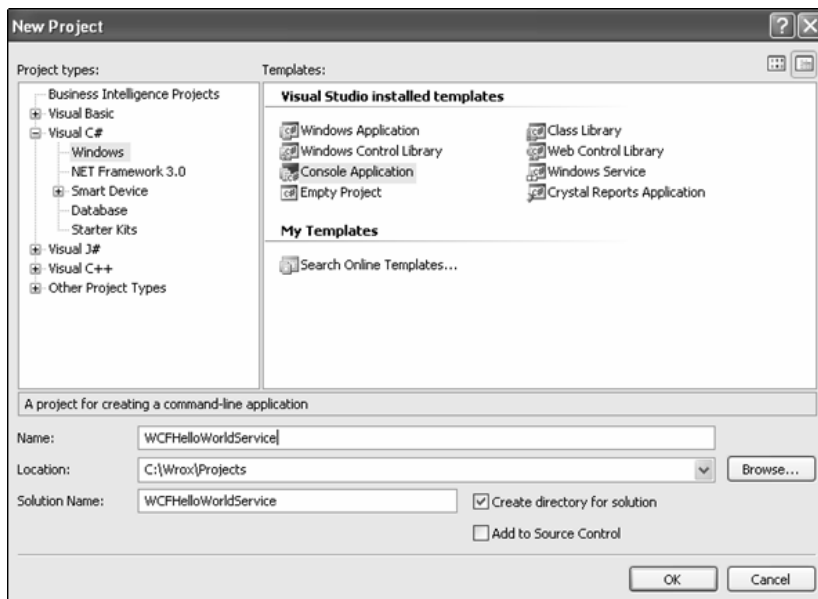 New Project
Project types:
Templates:
Business Intelligence Projects
Visual Basic
Visual C#
Windows
NET Framework 3.0
Smart Device
Database
Starter Kits
Visual J#
Visual C++
Other Project Types
Visual Studio installed templates
Windows Application
Class Library
Windows Control Library
Web Control Library
Console Application
Windows Service
Empty Project
Crystal Reports Application
My Templates
Search Online Templates...
A project for creating a command-line application
Name:
WCFHelloWorldService
Location:
C:\Wrox\Projects
Browse...
Solution Name:
WCFHelloWorldService
Create directory for solution
Add to Source Control
OK
Cancel